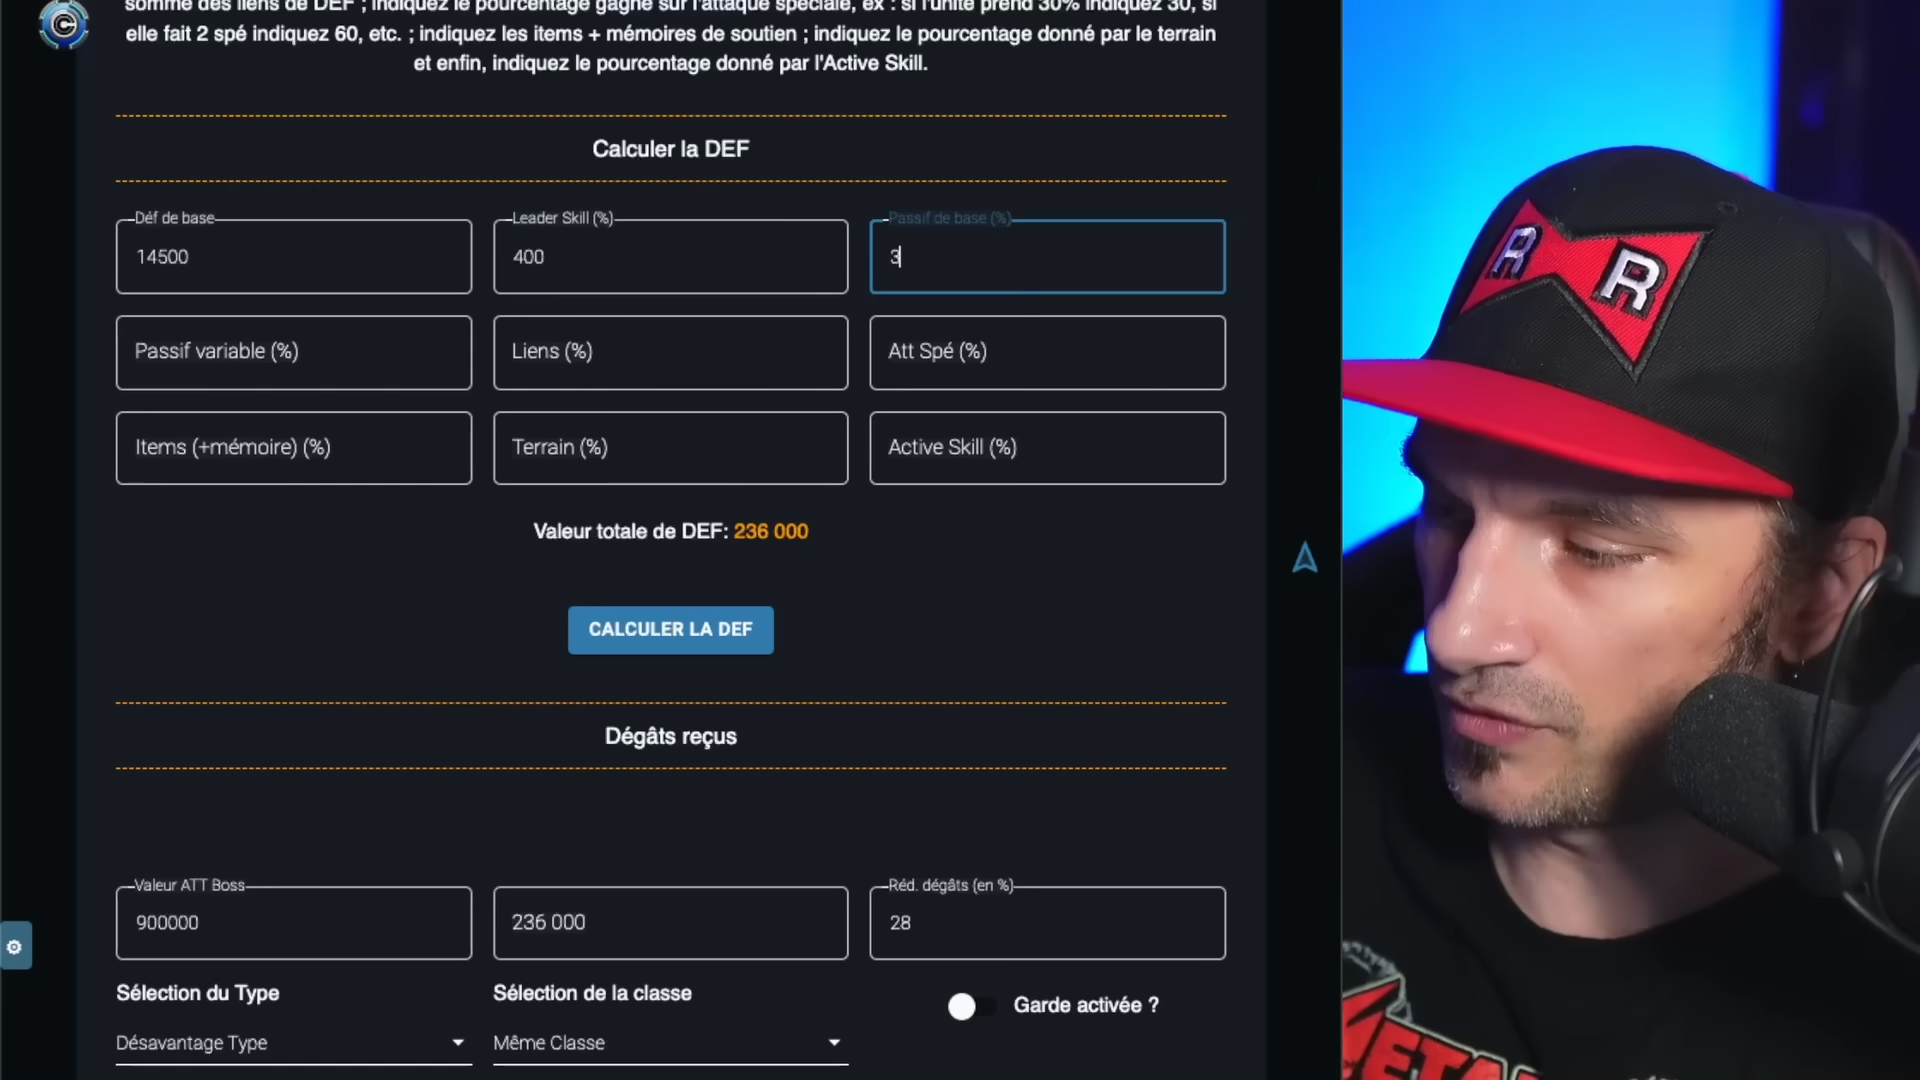 somme des liens de DEF ; indiquez le pourcentage gagné sur l'attaque spéciale, ex : si l'unité prend 30% indiquez 30, si
elle fait 2 spé indiquez 60, etc. ; indiquez les items + mémoires de soutien ; indiquez le pourcentage donné par le terrain
et enfin, indiquez le pourcentage donné par l'Active Skill.
Calculer la DEF
Déf de base
Leader Skill (%)
Passif de base (%)
14500
400
3
Passif variable (%)
Liens (%)
Att Spé (%)
Items (+mémoire) (%)
Terrain (%)
Active Skill (%)
Valeur totale de DEF: 236 000
CALCULER LA DEF
Dégâts reçus
Valeur ATT Boss
Réd. dégâts (en %)
900000
236 000
28
Sélection du Type
Sélection de la classe
Garde activée ?
Désavantage Type
Même Classe
R R